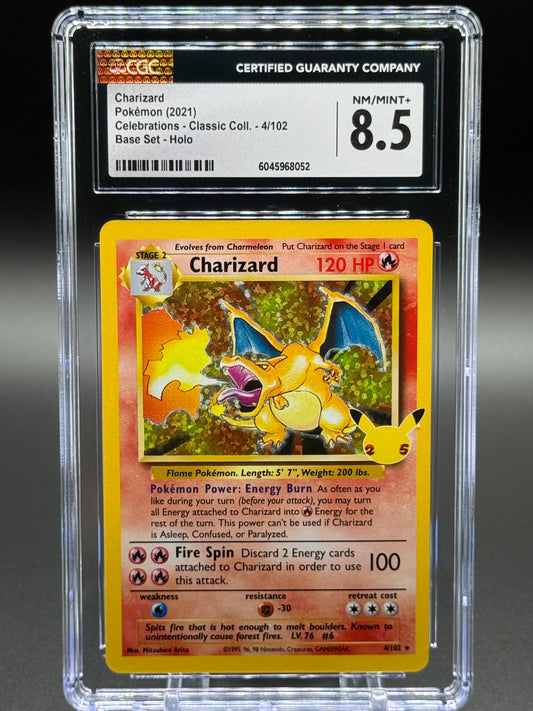 CGC
CERTIFIED GUARANTY COMPANY
Charizard
Pokémon (2021)
Celebrations - Classic Coll. - 4/102
Base Set - Holo
NM/MINT+
8.5
6045968052
Evolves from Charmeleon Put Charizard on the Stage 1 card
STAGE 2
Charizard 120 HP
25
Flame Pokémon. Length: 5' 7", Weight: 200 lbs.
Pokémon Power: Energy Burn As often as you
like during your turn (before your attack), you may turn
all Energy attached to Charizard into Energy for the
rest of the turn. This power can't be used if Charizard
is Asleep, Confused, or Paralyzed.
Fire Spin Discard 2 Energy cards
attached to Charizard in order to use 100
this attack.
weakness resistance retreat cost
-30
Spits fire that is hot enough to melt boulders. Known to
unintentionally cause forest fires. LV. 76 #6
Illus. Mitsuhiro Arita ©1995, 96, 98 Nintendo, Creatures, GAMEFREAK. 4/102 ★